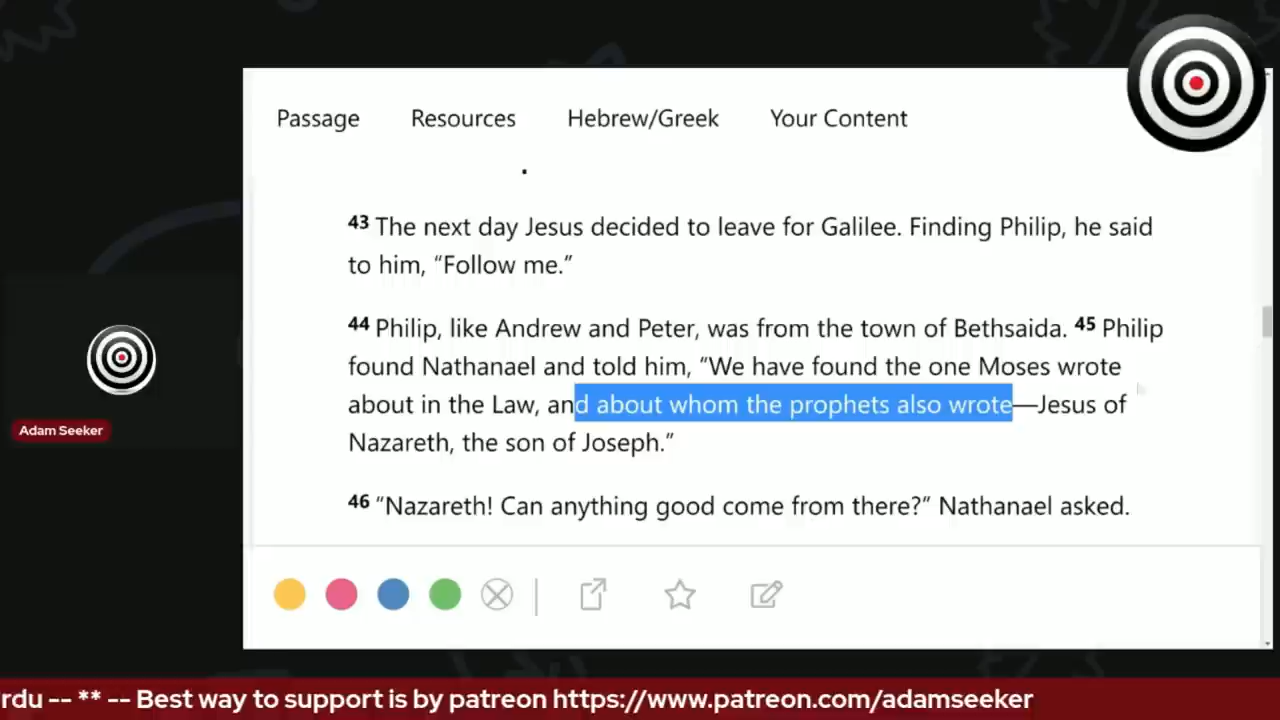 Passage Resources Hebrew/Greek Your Content
43 The next day Jesus decided to leave for Galilee. Finding Philip, he said
to him, “Follow me.”
44 Philip, like Andrew and Peter, was from the town of Bethsaida. 45 Philip
found Nathanael and told him, “We have found the one Moses wrote
about in the Law, and about whom the prophets also wrote—Jesus of
Nazareth, the son of Joseph.”
46 “Nazareth! Can anything good come from there?” Nathanael asked.
Adam Seeker
-- ** -- Best way to support is by patreon https://www.patreon.com/adamseeker